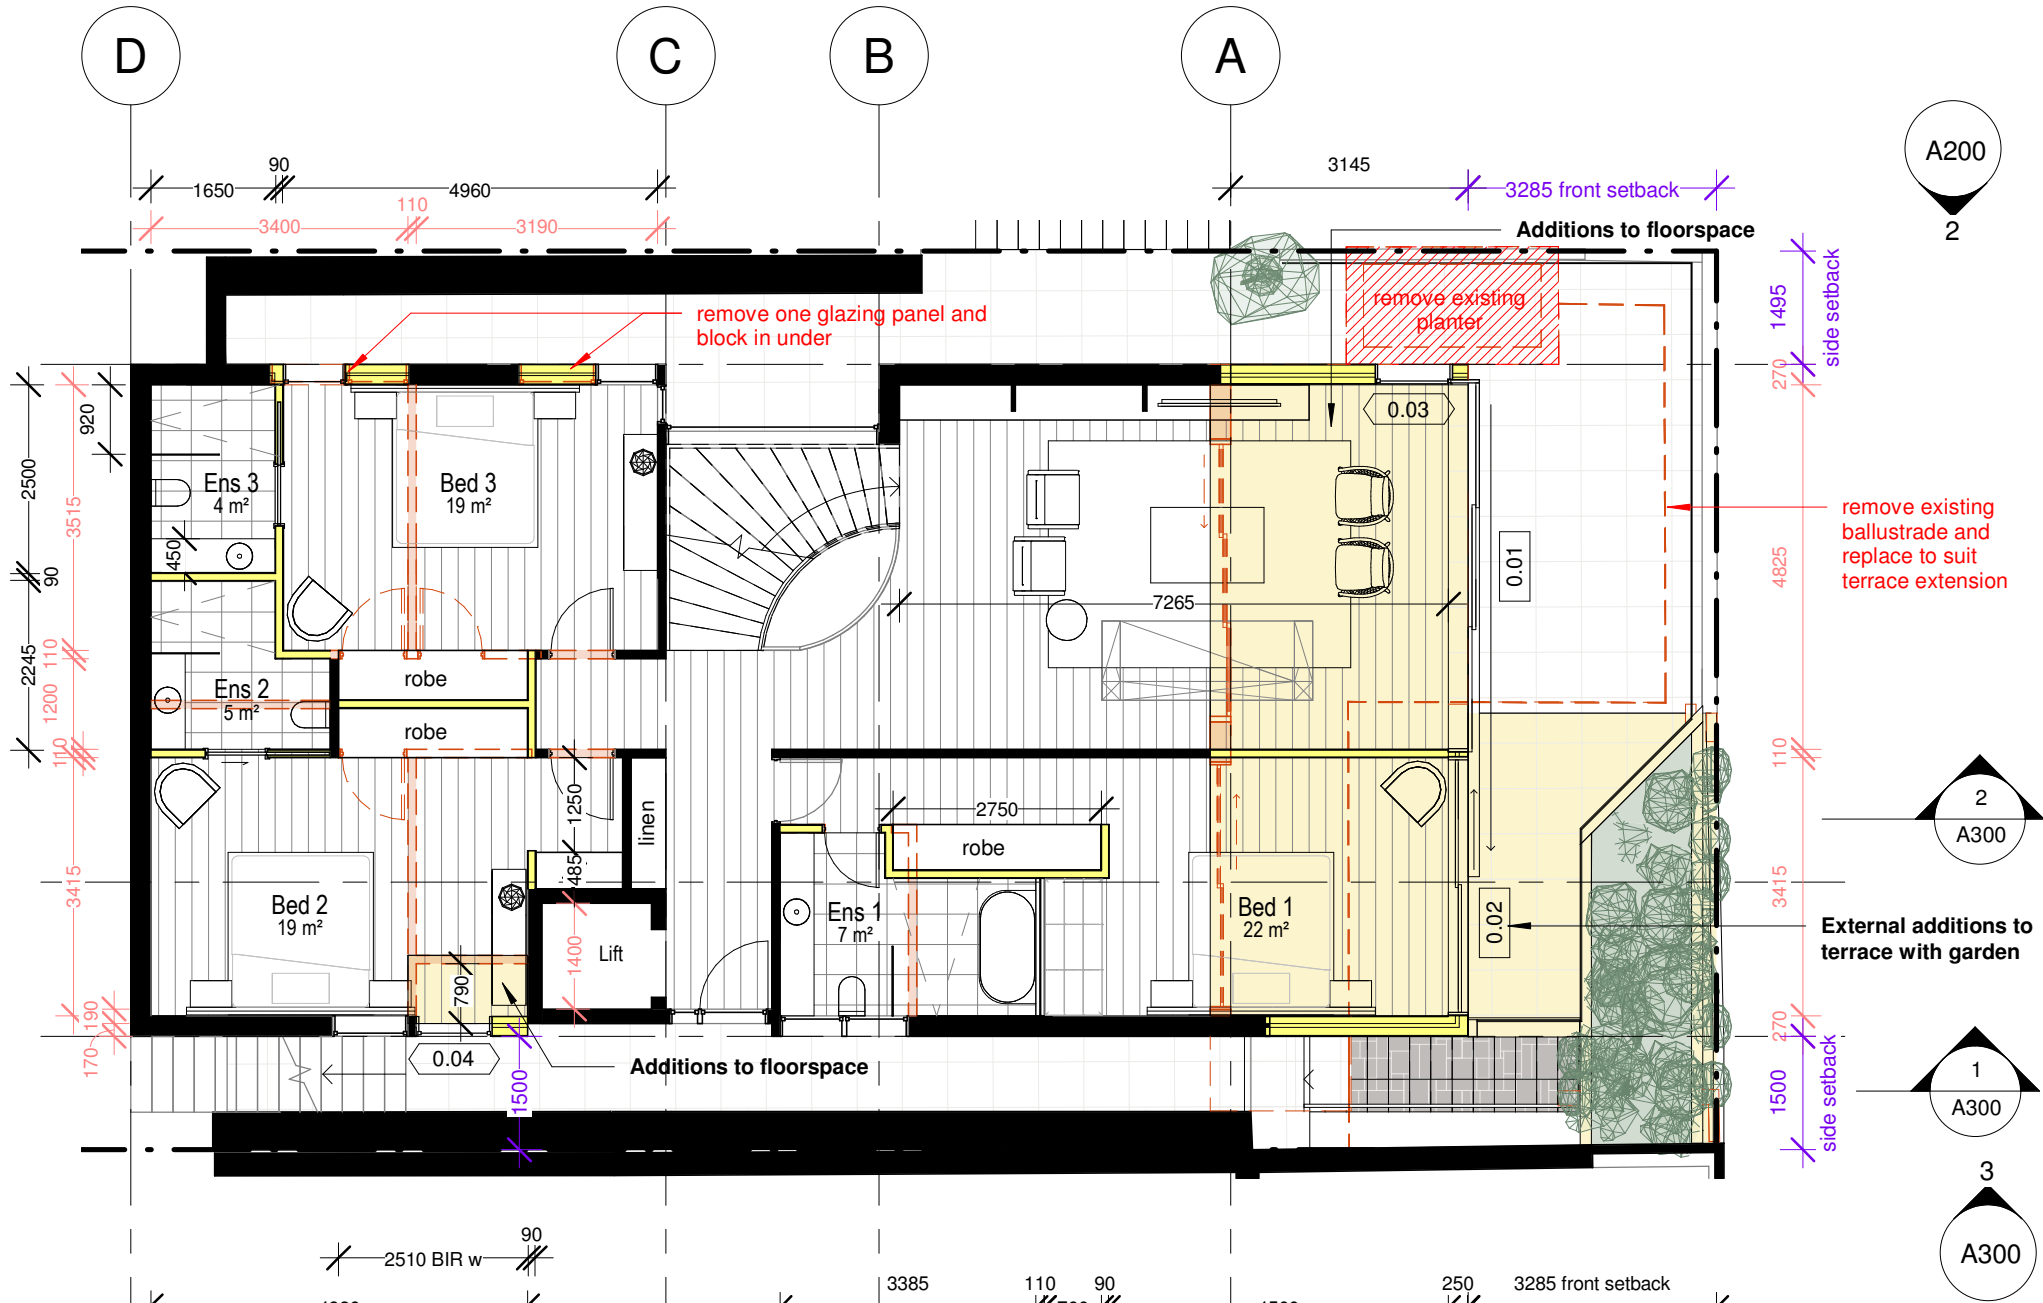 D
C
B
A
A200
2
90
1650
4960
3145
3285 front setback
110
3400
3190
Additions to floorspace
1495
side setback
remove existing
planter
remove one glazing panel and
block in under
270
920
2500
3515
Ens 3
4 m²
Bed 3
19 m²
0.03
450
90
0.01
remove existing
ballustrade and
replace to suit
terrace extension
4825
7265
2245
110
1200
110
Ens 2
5 m²
robe
robe
110
1250
linen
2750
robe
2
A300
485
3415
Bed 2
19 m²
1400
Lift
Ens 1
7 m²
Bed 1
22 m²
0.02
3415
External additions to
terrace with garden
790
190
170
270
0.04
1500
Additions to floorspace
1500
side setback
1
A300
3
A300
90
2510 BIR w
3385
110
90
250
3285 front setback